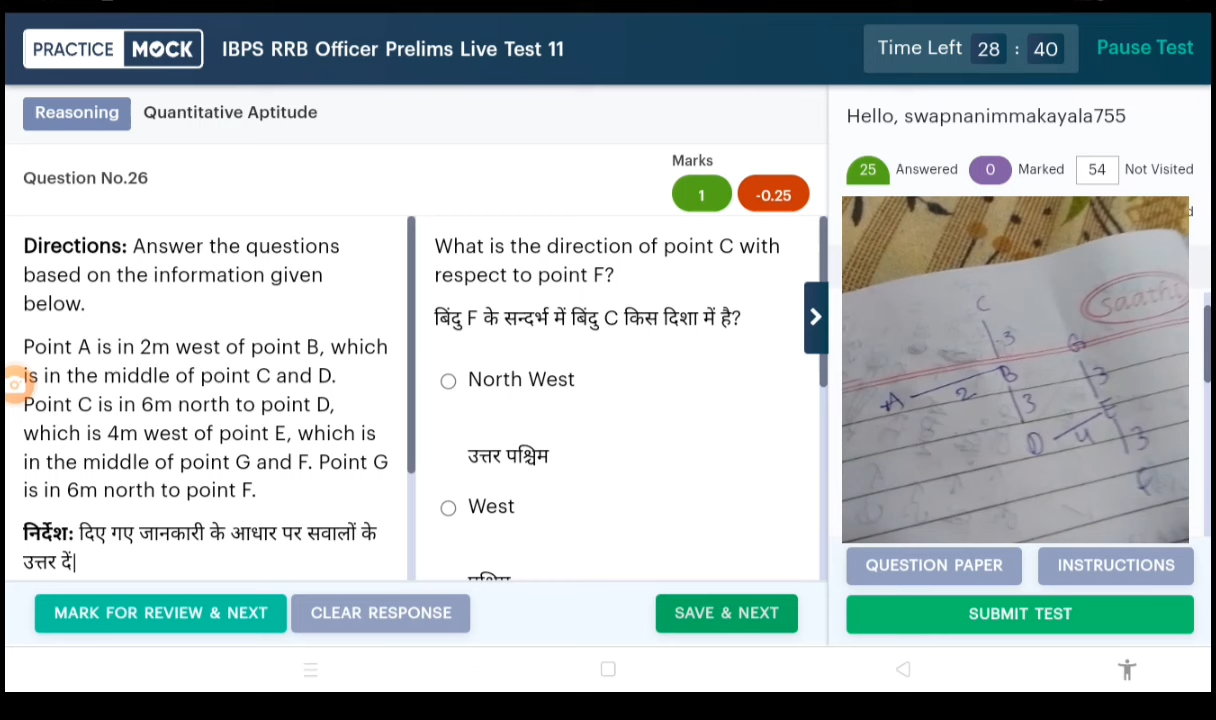 PRACTICE MOCK
IBPS RRB Officer Prelims Live Test 11
Time Left 28 : 40
Pause Test
Reasoning
Quantitative Aptitude
Hello, swapnanimmakayala755
Question No.26
Marks
1
-0.25
25 Answered
0 Marked
54 Not Visited
Directions: Answer the questions
based on the information given
below.
Point A is in 2m west of point B, which
is in the middle of point C and D.
Point C is in 6m north to point D,
which is 4m west of point E, which is
in the middle of point G and F. Point G
is in 6m north to point F.
निर्देश: दिए गए जानकारी के आधार पर सवालों के
उत्तर दें|
What is the direction of point C with
respect to point F?
बिंदु F के सन्दर्भ में बिंदु C किस दिशा में है?
North West
उत्तर पश्चिम
West
saathi
C
3
G
B
3
A
2
3
E
D
4
3
MARK FOR REVIEW & NEXT
CLEAR RESPONSE
SAVE & NEXT
QUESTION PAPER
INSTRUCTIONS
SUBMIT TEST